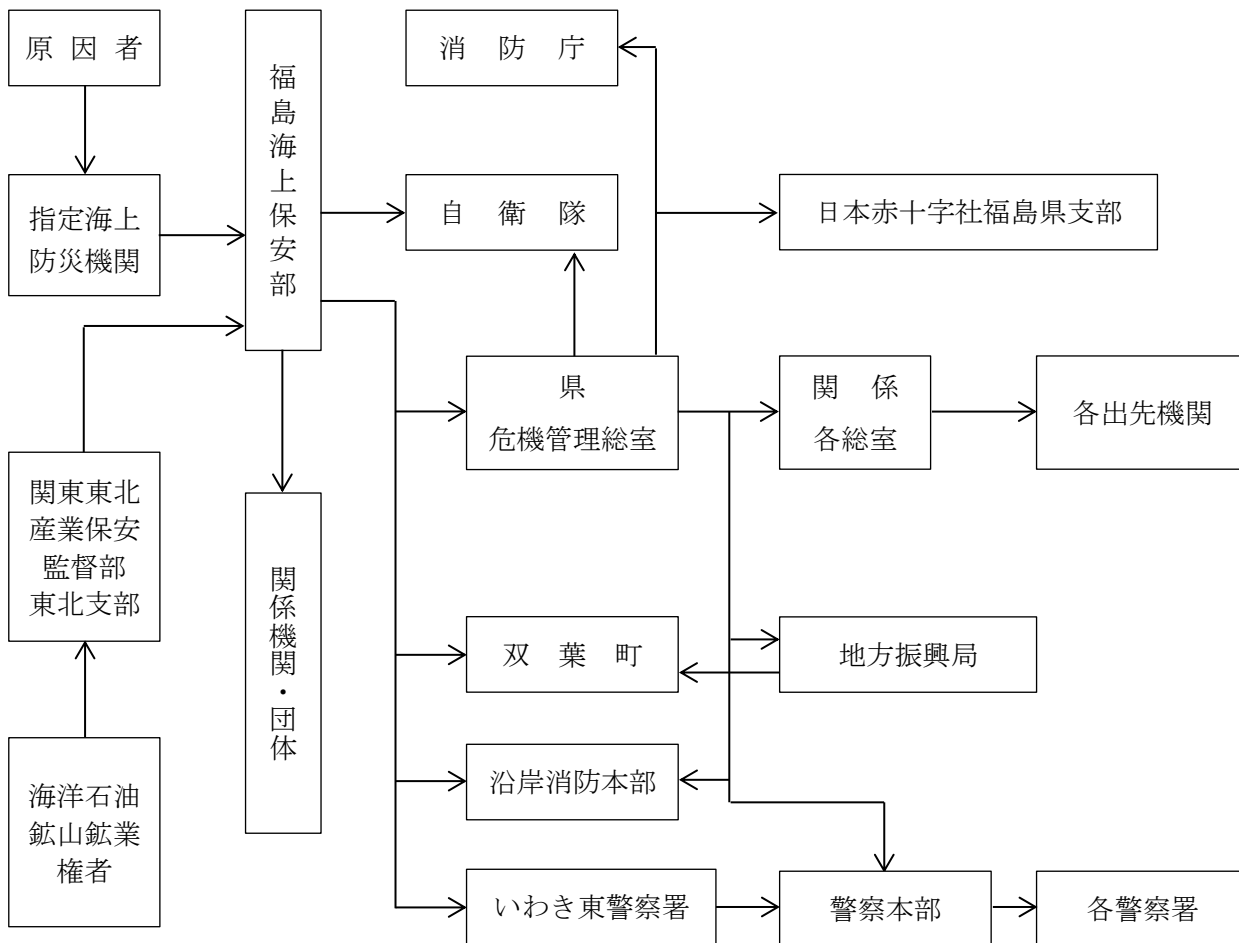 原因者
指定海上
防災機関
関東東北
産業保安
監督部
東北支部
海洋石油
鉱山鉱業
権者
福島海上保安部
関係機関・団体
消防庁
自衛隊
日本赤十字社福島県支部
県
危機管理総室
関係
各総室
各出先機関
双葉町
地方振興局
沿岸消防本部
いわき東警察署
警察本部
各警察署